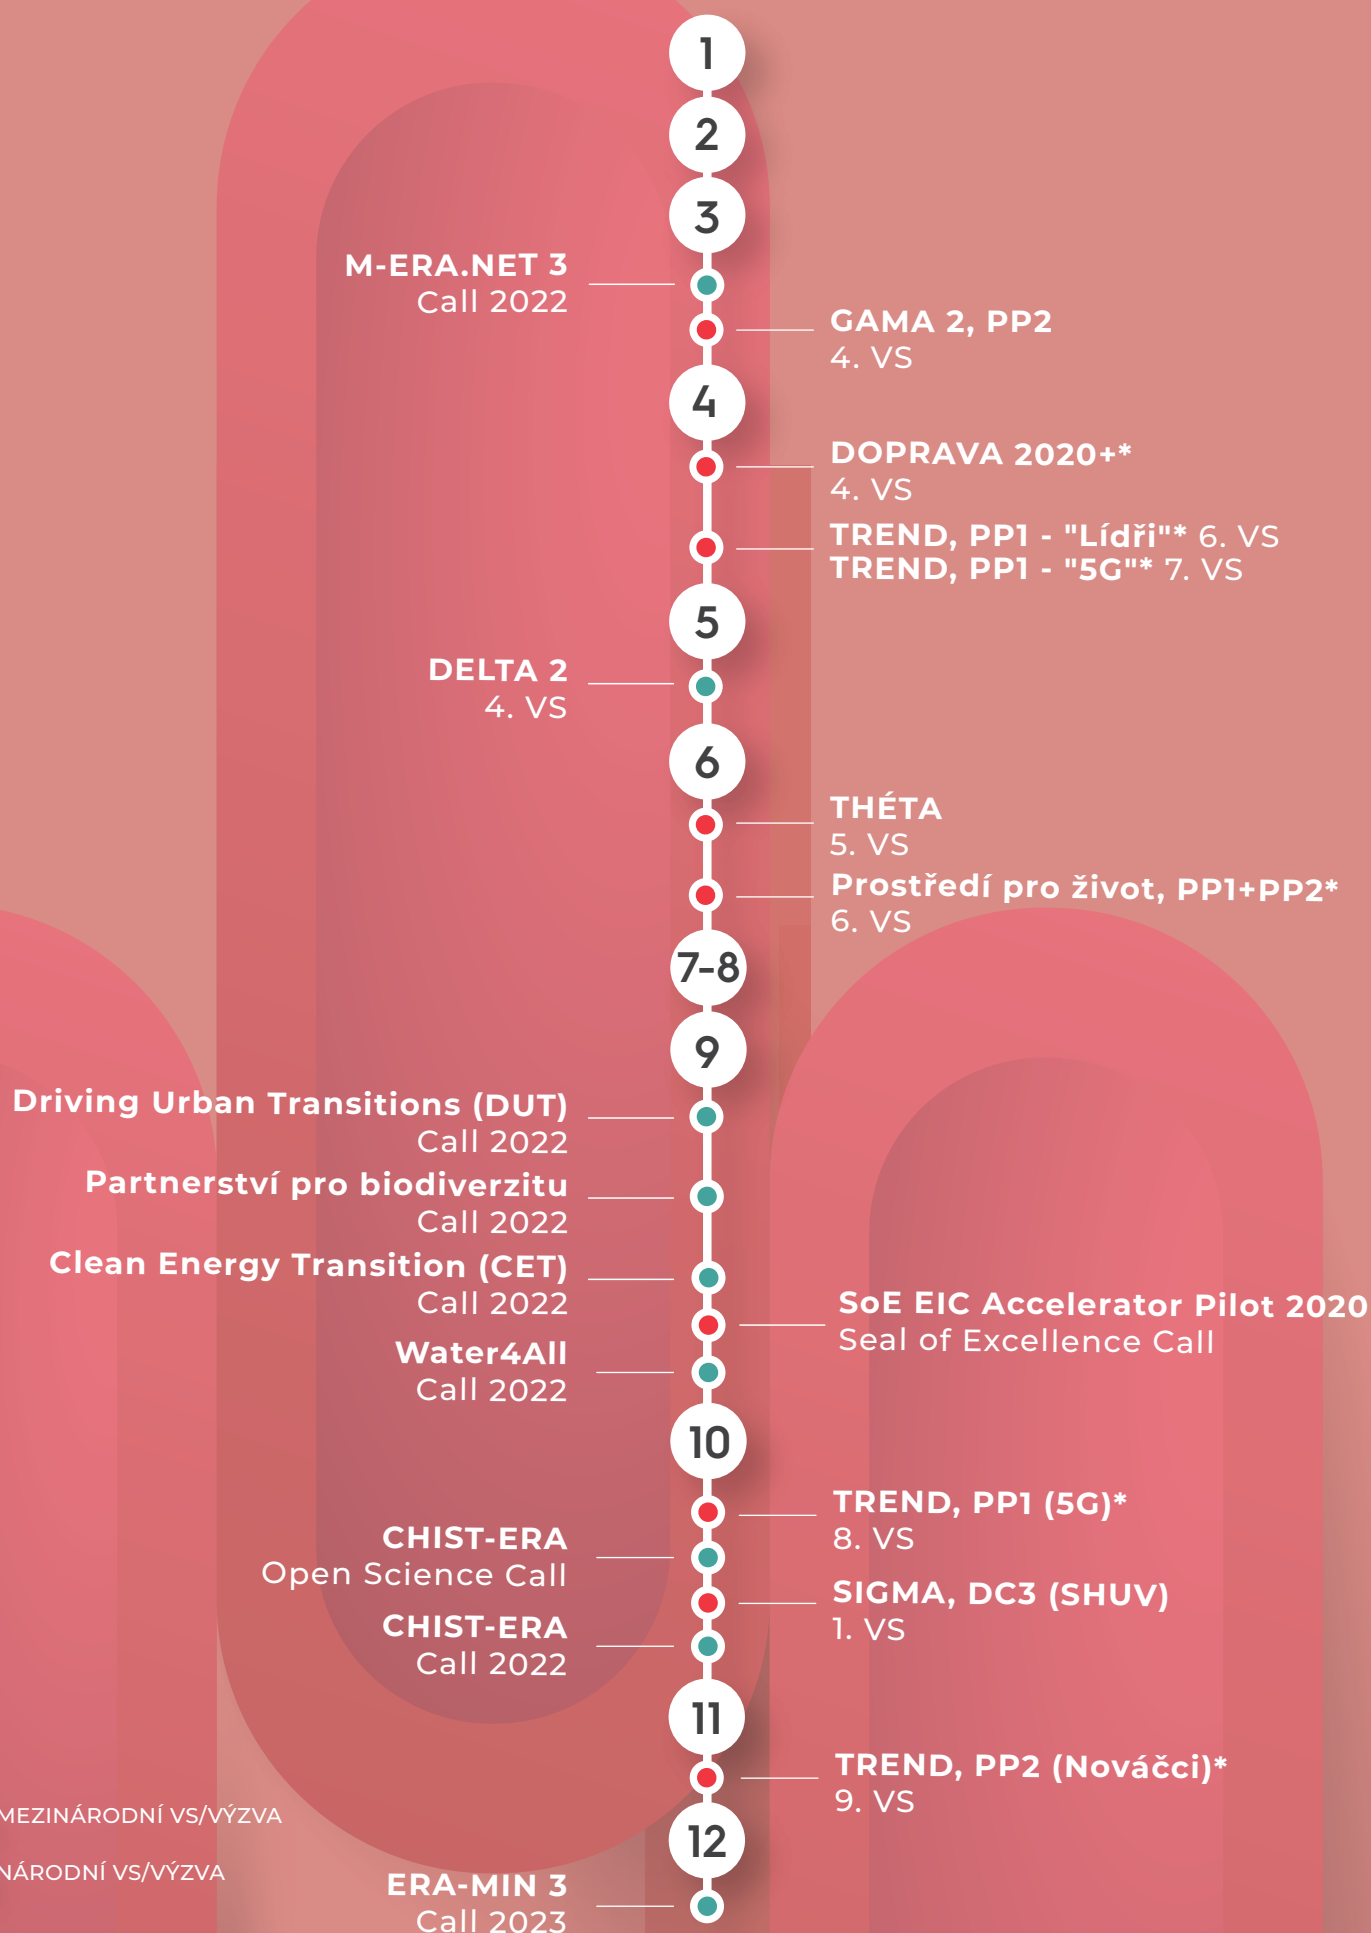 1
2
3
M-ERA.NET 3
Call 2022
GAMA 2, PP2
4. VS
4
DOPRAVA 2020+*
4. VS
TREND, PP1 - "Lídři"* 6. VS
TREND, PP1 - "5G"* 7. VS
5
DELTA 2
4. VS
6
THÉTA
5. VS
Prostředí pro život, PP1+PP2*
6. VS
7-8
9
Driving Urban Transitions (DUT)
Call 2022
Partnerství pro biodiverzitu
Call 2022
Clean Energy Transition (CET)
Call 2022
SoE EIC Accelerator Pilot 2020
Seal of Excellence Call
Water4All
Call 2022
10
TREND, PP1 (5G)*
8. VS
CHIST-ERA
Open Science Call
SIGMA, DC3 (SHUV)
1. VS
CHIST-ERA
Call 2022
11
TREND, PP2 (Nováčci)*
9. VS
MEZINÁRODNÍ VS/VÝZVA
12
NÁRODNÍ VS/VÝZVA
ERA-MIN 3
Call 2023